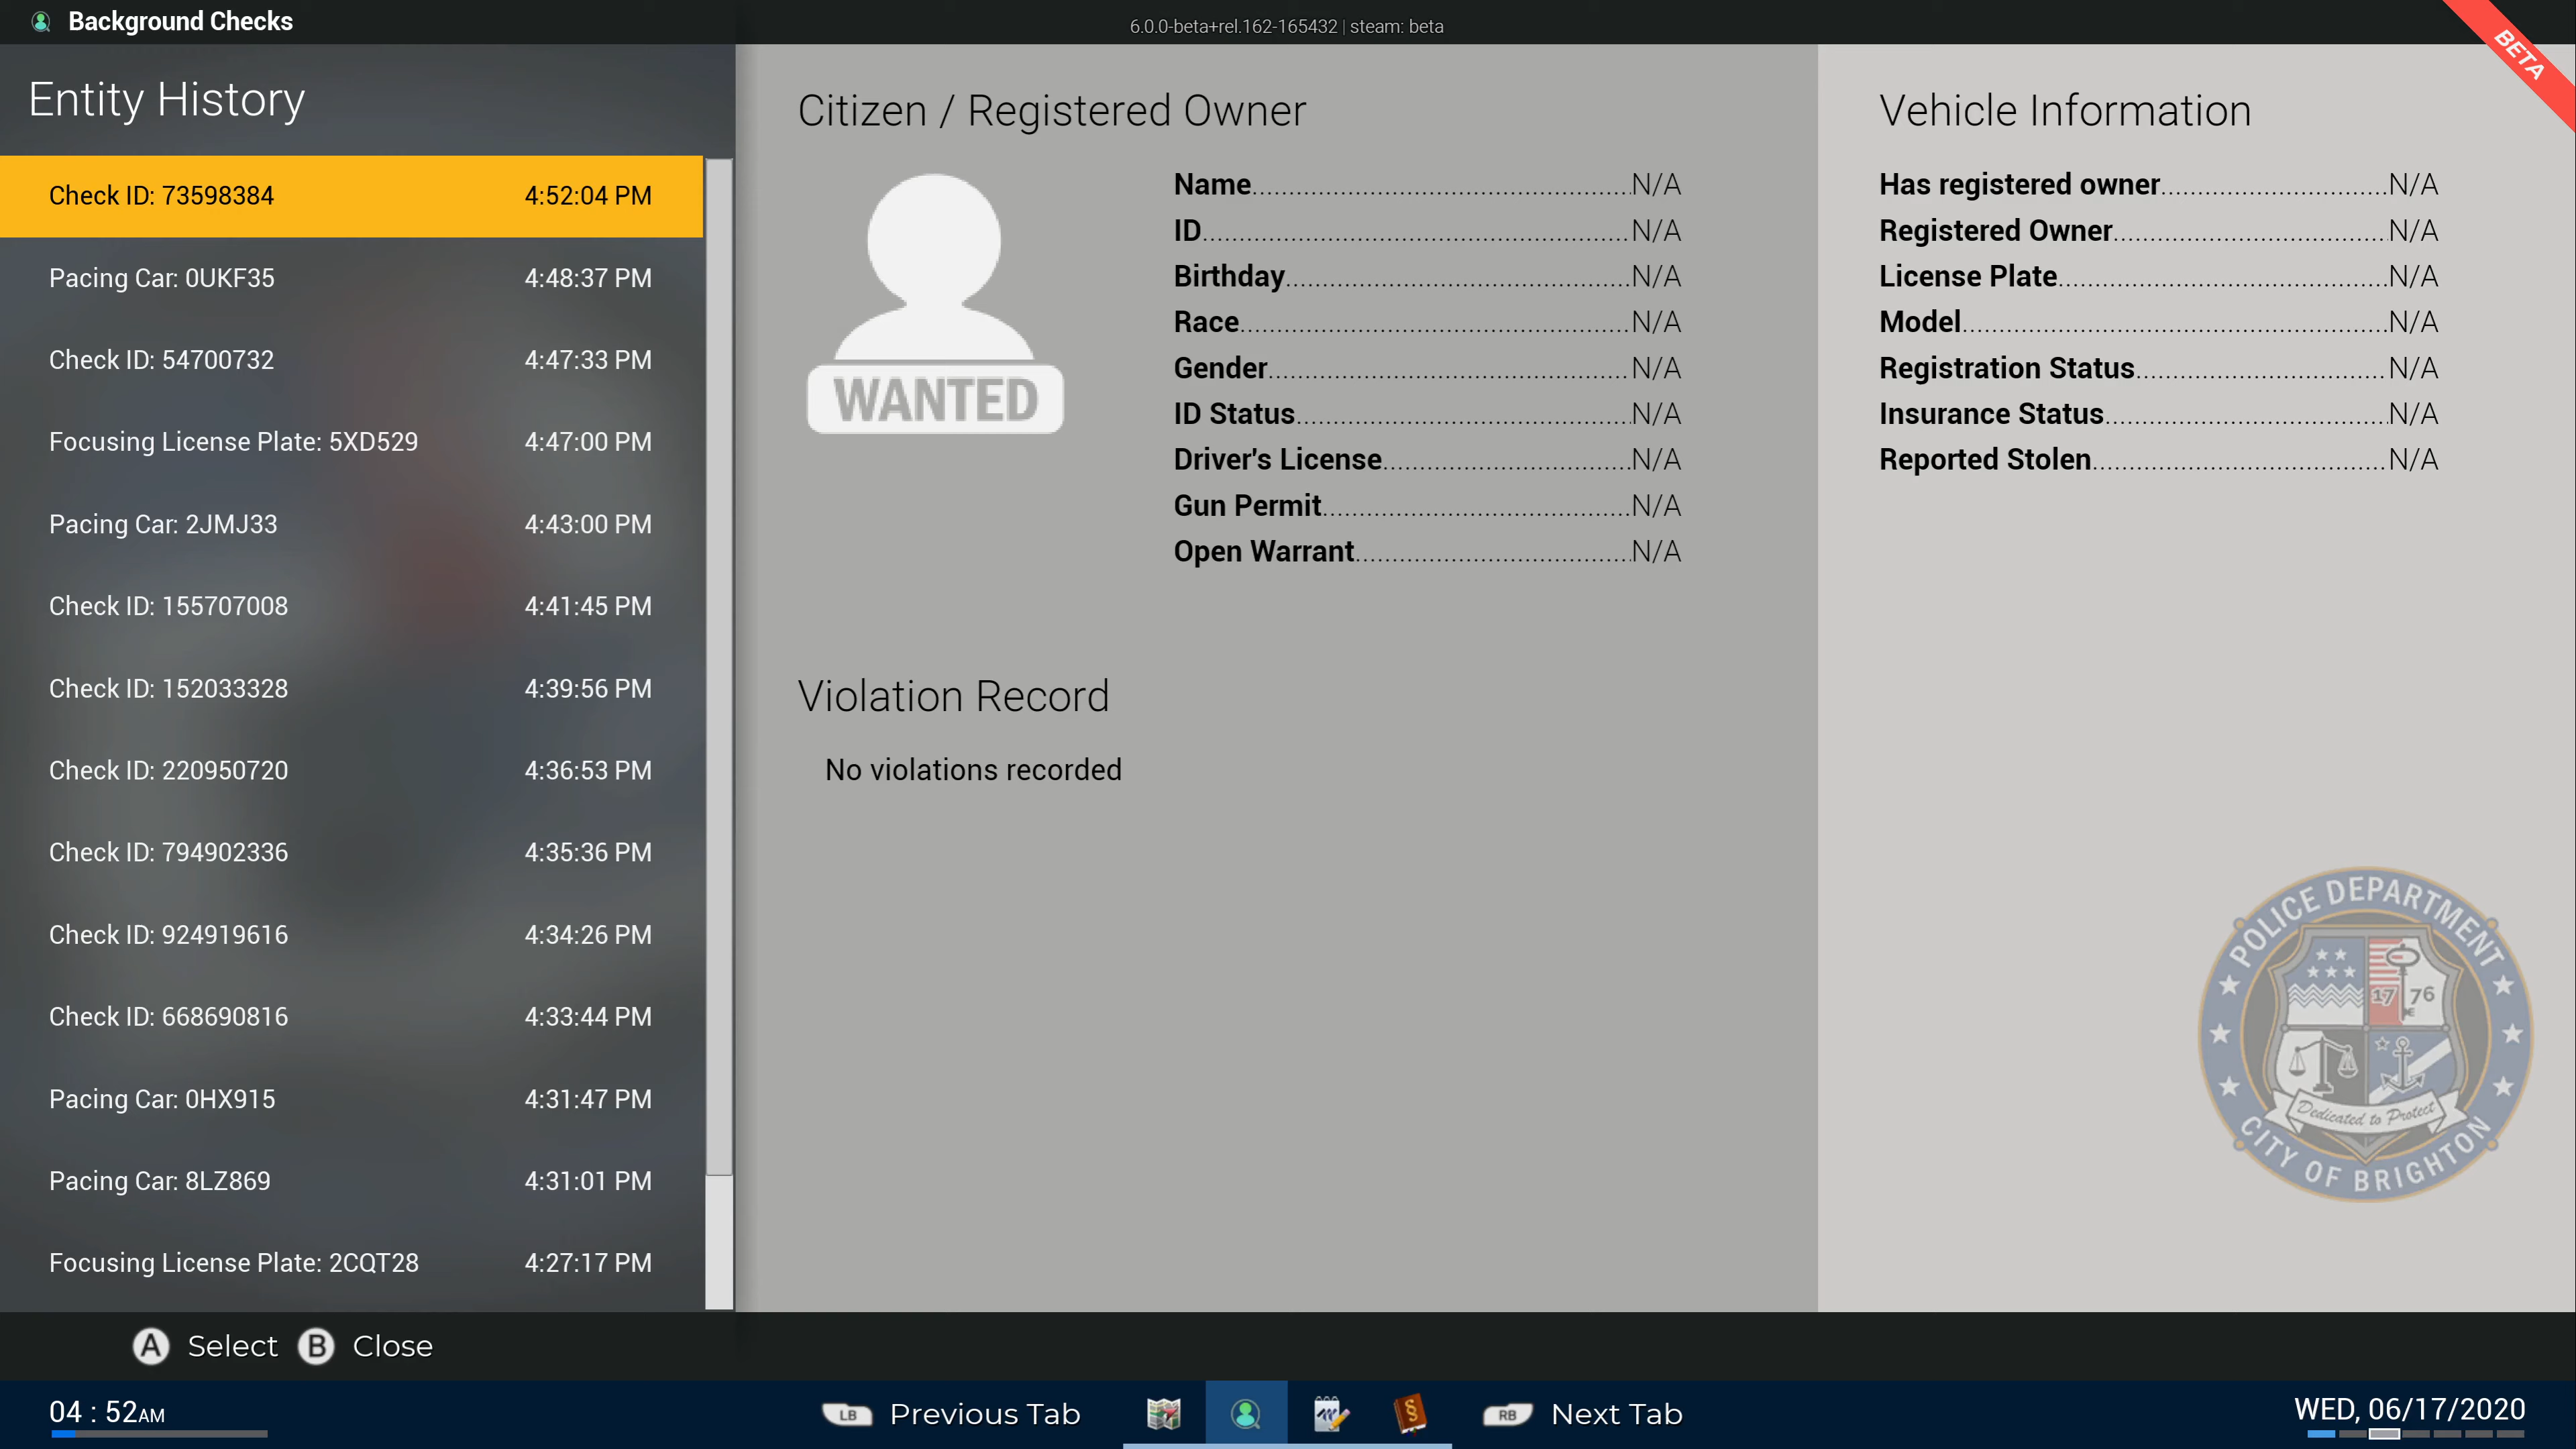 Background Checks
6.0.0-beta+rel.162-165432 | steam: beta
BETA
Entity History
Check ID: 73598384 4:52:04 PM
Pacing Car: 0UKF35 4:48:37 PM
Check ID: 54700732 4:47:33 PM
Focusing License Plate: 5XD529 4:47:00 PM
Pacing Car: 2JMJ33 4:43:00 PM
Check ID: 155707008 4:41:45 PM
Check ID: 152033328 4:39:56 PM
Check ID: 220950720 4:36:53 PM
Check ID: 794902336 4:35:36 PM
Check ID: 924919616 4:34:26 PM
Check ID: 668690816 4:33:44 PM
Pacing Car: 0HX915 4:31:47 PM
Pacing Car: 8LZ869 4:31:01 PM
Focusing License Plate: 2CQT28 4:27:17 PM
Citizen / Registered Owner
WANTED
Name N/A
ID N/A
Birthday N/A
Race N/A
Gender N/A
ID Status N/A
Driver's License N/A
Gun Permit N/A
Open Warrant N/A
Violation Record
No violations recorded
Vehicle Information
Has registered owner N/A
Registered Owner N/A
License Plate N/A
Model N/A
Registration Status N/A
Insurance Status N/A
Reported Stolen N/A
POLICE DEPARTMENT
1776
Dedicated to Protect
CITY OF BRIGHTON
A Select B Close
04 : 52AM
LB Previous Tab
§
RB Next Tab
WED, 06/17/2020